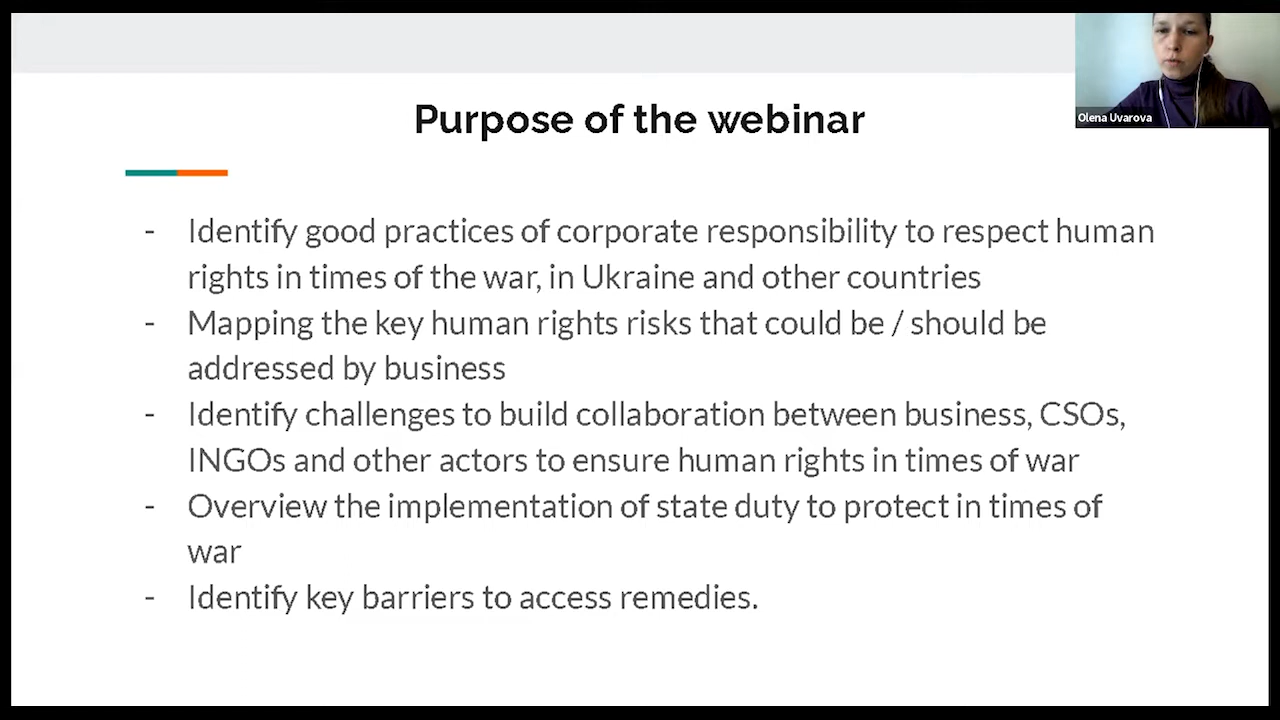 Purpose of the webinar
Olena Uvarova
- Identify good practices of corporate responsibility to respect human
rights in times of the war, in Ukraine and other countries
- Mapping the key human rights risks that could be / should be
addressed by business
- Identify challenges to build collaboration between business, CSOs,
INGOs and other actors to ensure human rights in times of war
- Overview the implementation of state duty to protect in times of
war
- Identify key barriers to access remedies.